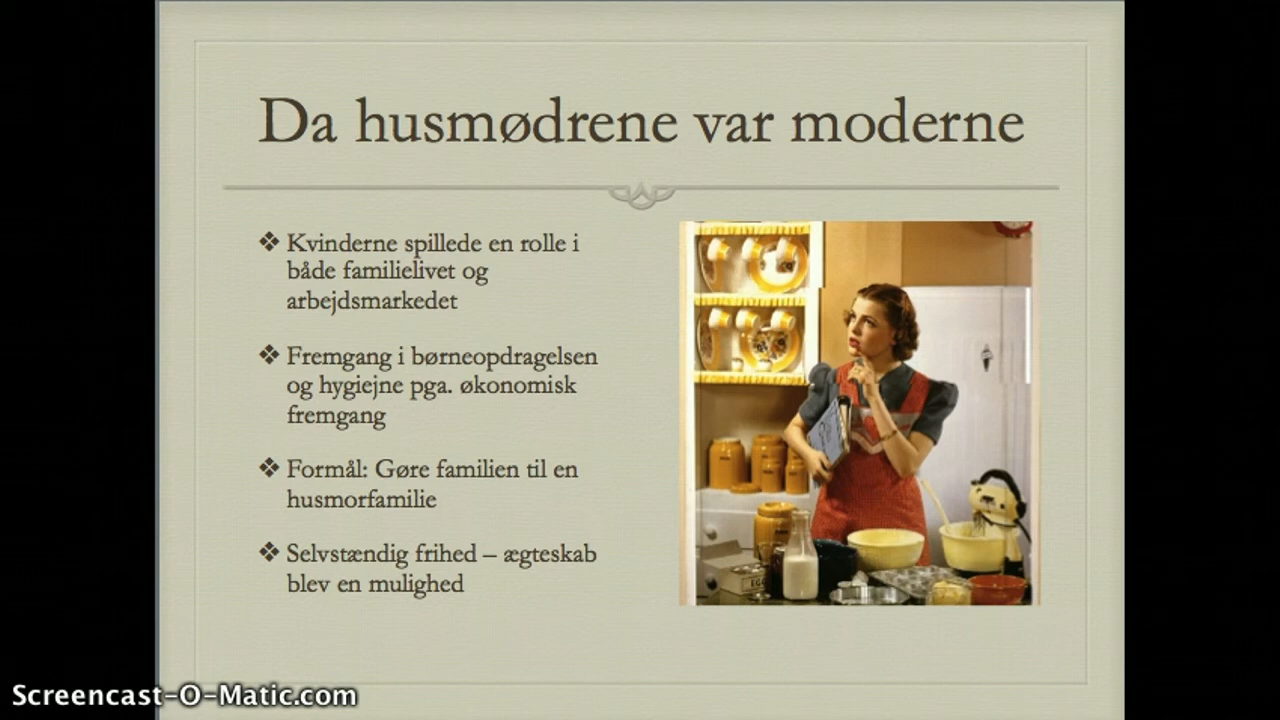 Da husmødrene var moderne
❖ Kvinderne spillede en rolle i
både familielivet og
arbejdsmarkedet
❖ Fremgang i børneopdragelsen
og hygiejne pga. økonomisk
fremgang
❖ Formål: Gøre familien til en
husmorfamilie
❖ Selvstændig frihed – ægteskab
blev en mulighed
EGG
Screencast-O-Matic.com